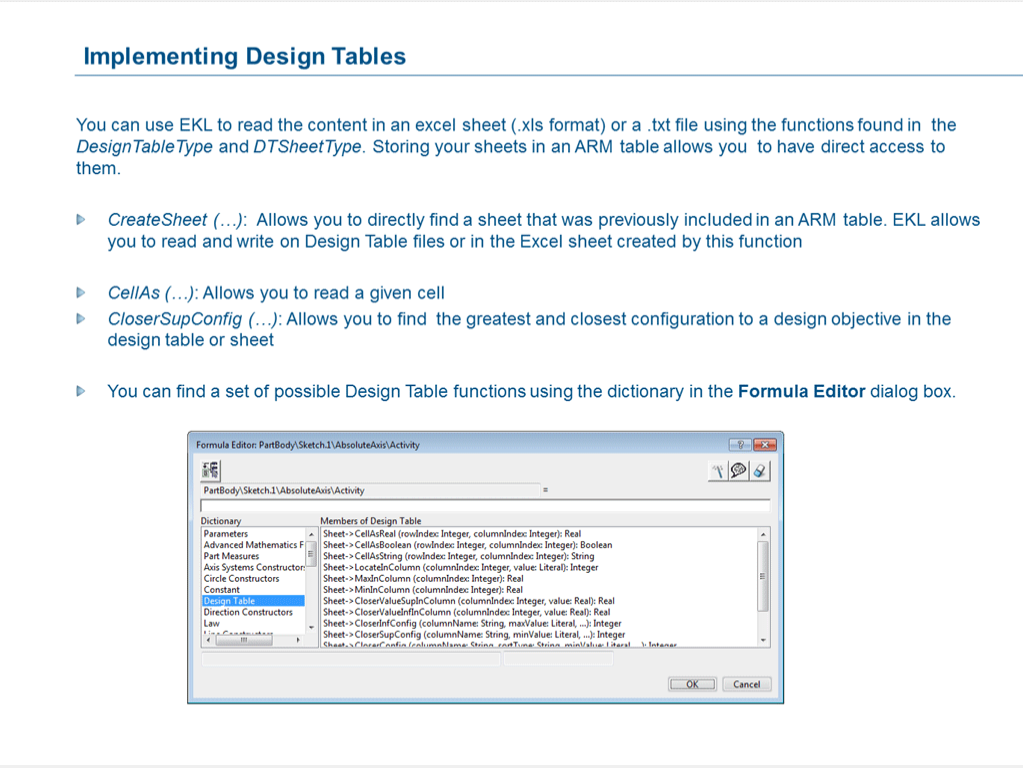 Implementing Design Tables
You can use EKL to read the content in an excel sheet (.xls format) or a .txt file using the functions found in the
DesignTableType and DTSheetType. Storing your sheets in an ARM table allows you to have direct access to
them.
CreateSheet (…): Allows you to directly find a sheet that was previously included in an ARM table. EKL allows
you to read and write on Design Table files or in the Excel sheet created by this function
CellAs (…): Allows you to read a given cell
CloserSupConfig (…): Allows you to find the greatest and closest configuration to a design objective in the
design table or sheet
You can find a set of possible Design Table functions using the dictionary in the Formula Editor dialog box.
Formula Editor: PartBody\Sketch.1\AbsoluteAxis\Activity
PartBody\Sketch.1\AbsoluteAxis\Activity =
Dictionary
Parameters
Advanced Mathematics F
Part Measures
Axis Systems Constructor
Circle Constructors
Constant
Design Table
Direction Constructors
Law
Members of Design Table
Sheet->CellAsReal (rowIndex: Integer, columnIndex: Integer): Real
Sheet->CellAsBoolean (rowIndex: Integer, columnIndex: Integer): Boolean
Sheet->CellAsString (rowIndex: Integer, columnIndex: Integer): String
Sheet->LocateInColumn (columnIndex: Integer, value: Literal): Integer
Sheet->MaxInColumn (columnIndex: Integer): Real
Sheet->MinInColumn (columnIndex: Integer): Real
Sheet->CloserValueSupInColumn (columnIndex: Integer, value: Real): Real
Sheet->CloserValueInfInColumn (columnIndex: Integer, value: Real): Real
Sheet->CloserInfConfig (columnName: String, maxValue: Literal, ...): Integer
Sheet->CloserSupConfig (columnName: String, minValue: Literal, ...): Integer
Sheet->CloserConfig (columnName: String, sortType: String, minValue: Literal, ...): Integer
OK Cancel